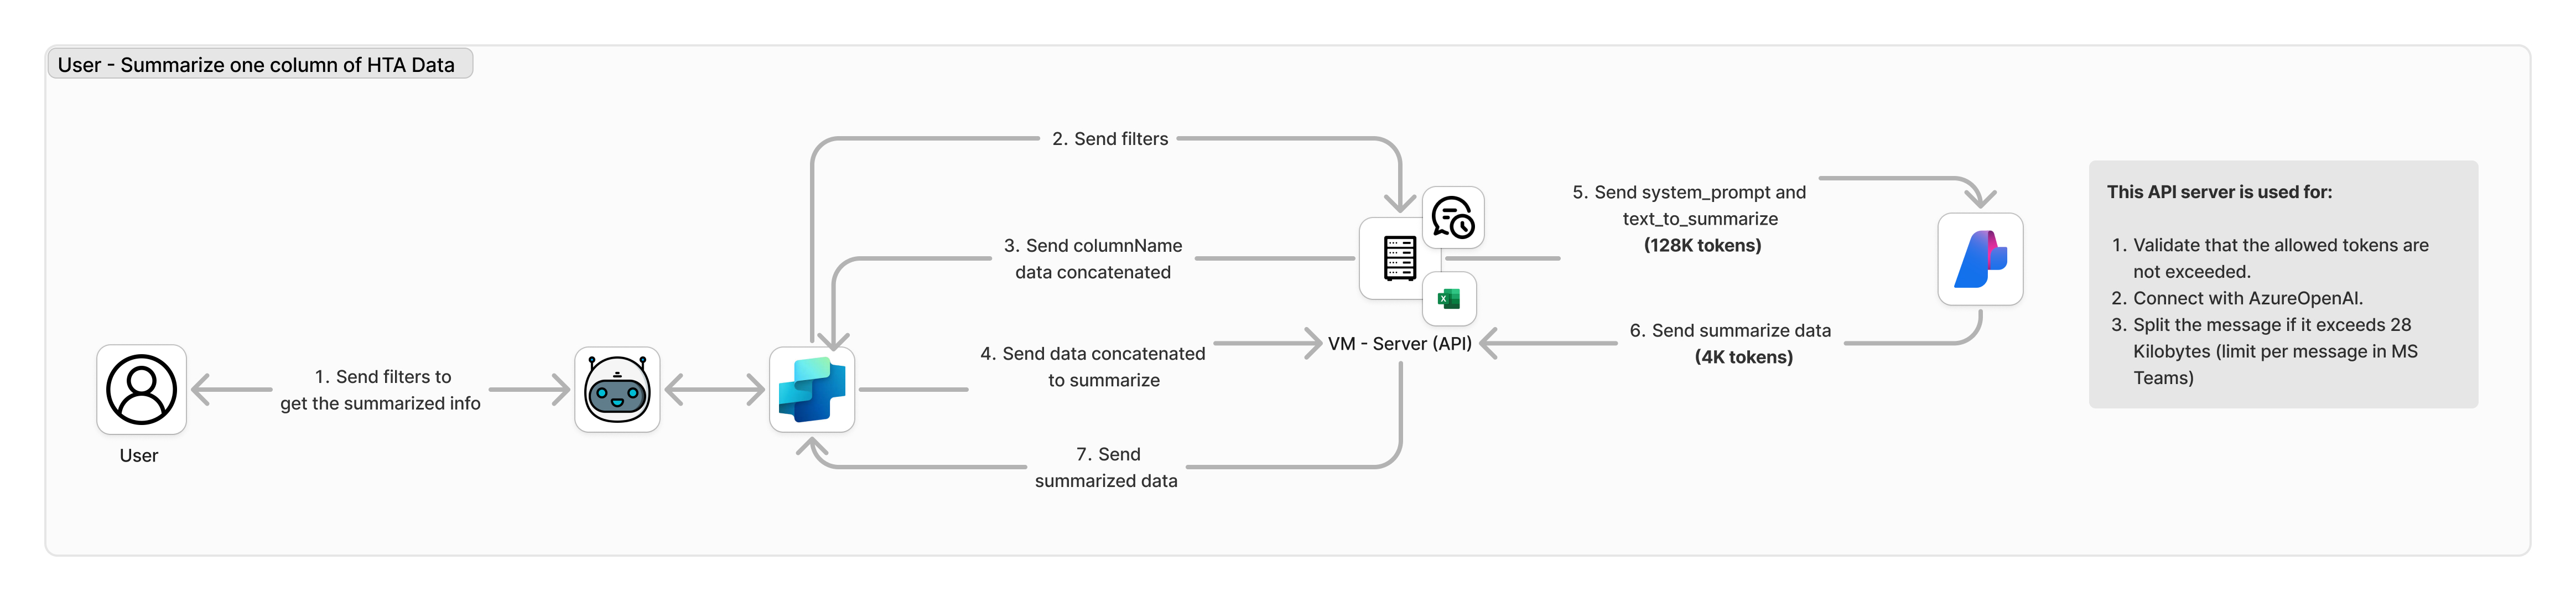 User - Summarize one column of HTA Data
2. Send filters
5. Send system_prompt and
text_to_summarize
(128K tokens)
This API server is used for:
1. Validate that the allowed tokens are
not exceeded.
2. Connect with AzureOpenAI.
3. Split the message if it exceeds 28
Kilobytes (limit per message in MS
Teams)
3. Send columnName
data concatenated
X
6. Send summarize data
(4K tokens)
VM - Server (API)
4. Send data concatenated
to summarize
1. Send filters to
get the summarized info
User
7. Send
summarized data